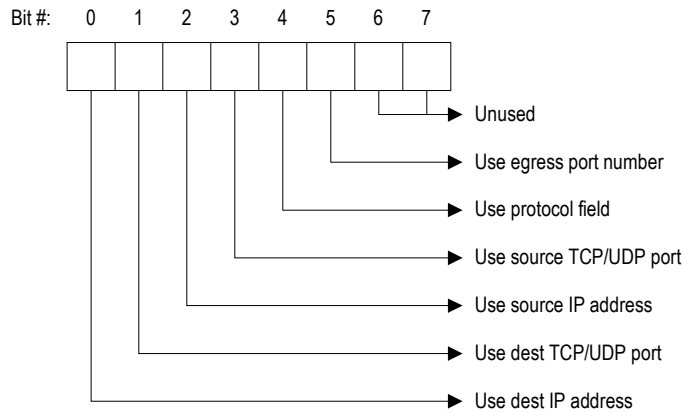 Bit #: 0 1 2 3 4 5 6 7
Unused
Use egress port number
Use protocol field
Use source TCP/UDP port
Use source IP address
Use dest TCP/UDP port
Use dest IP address